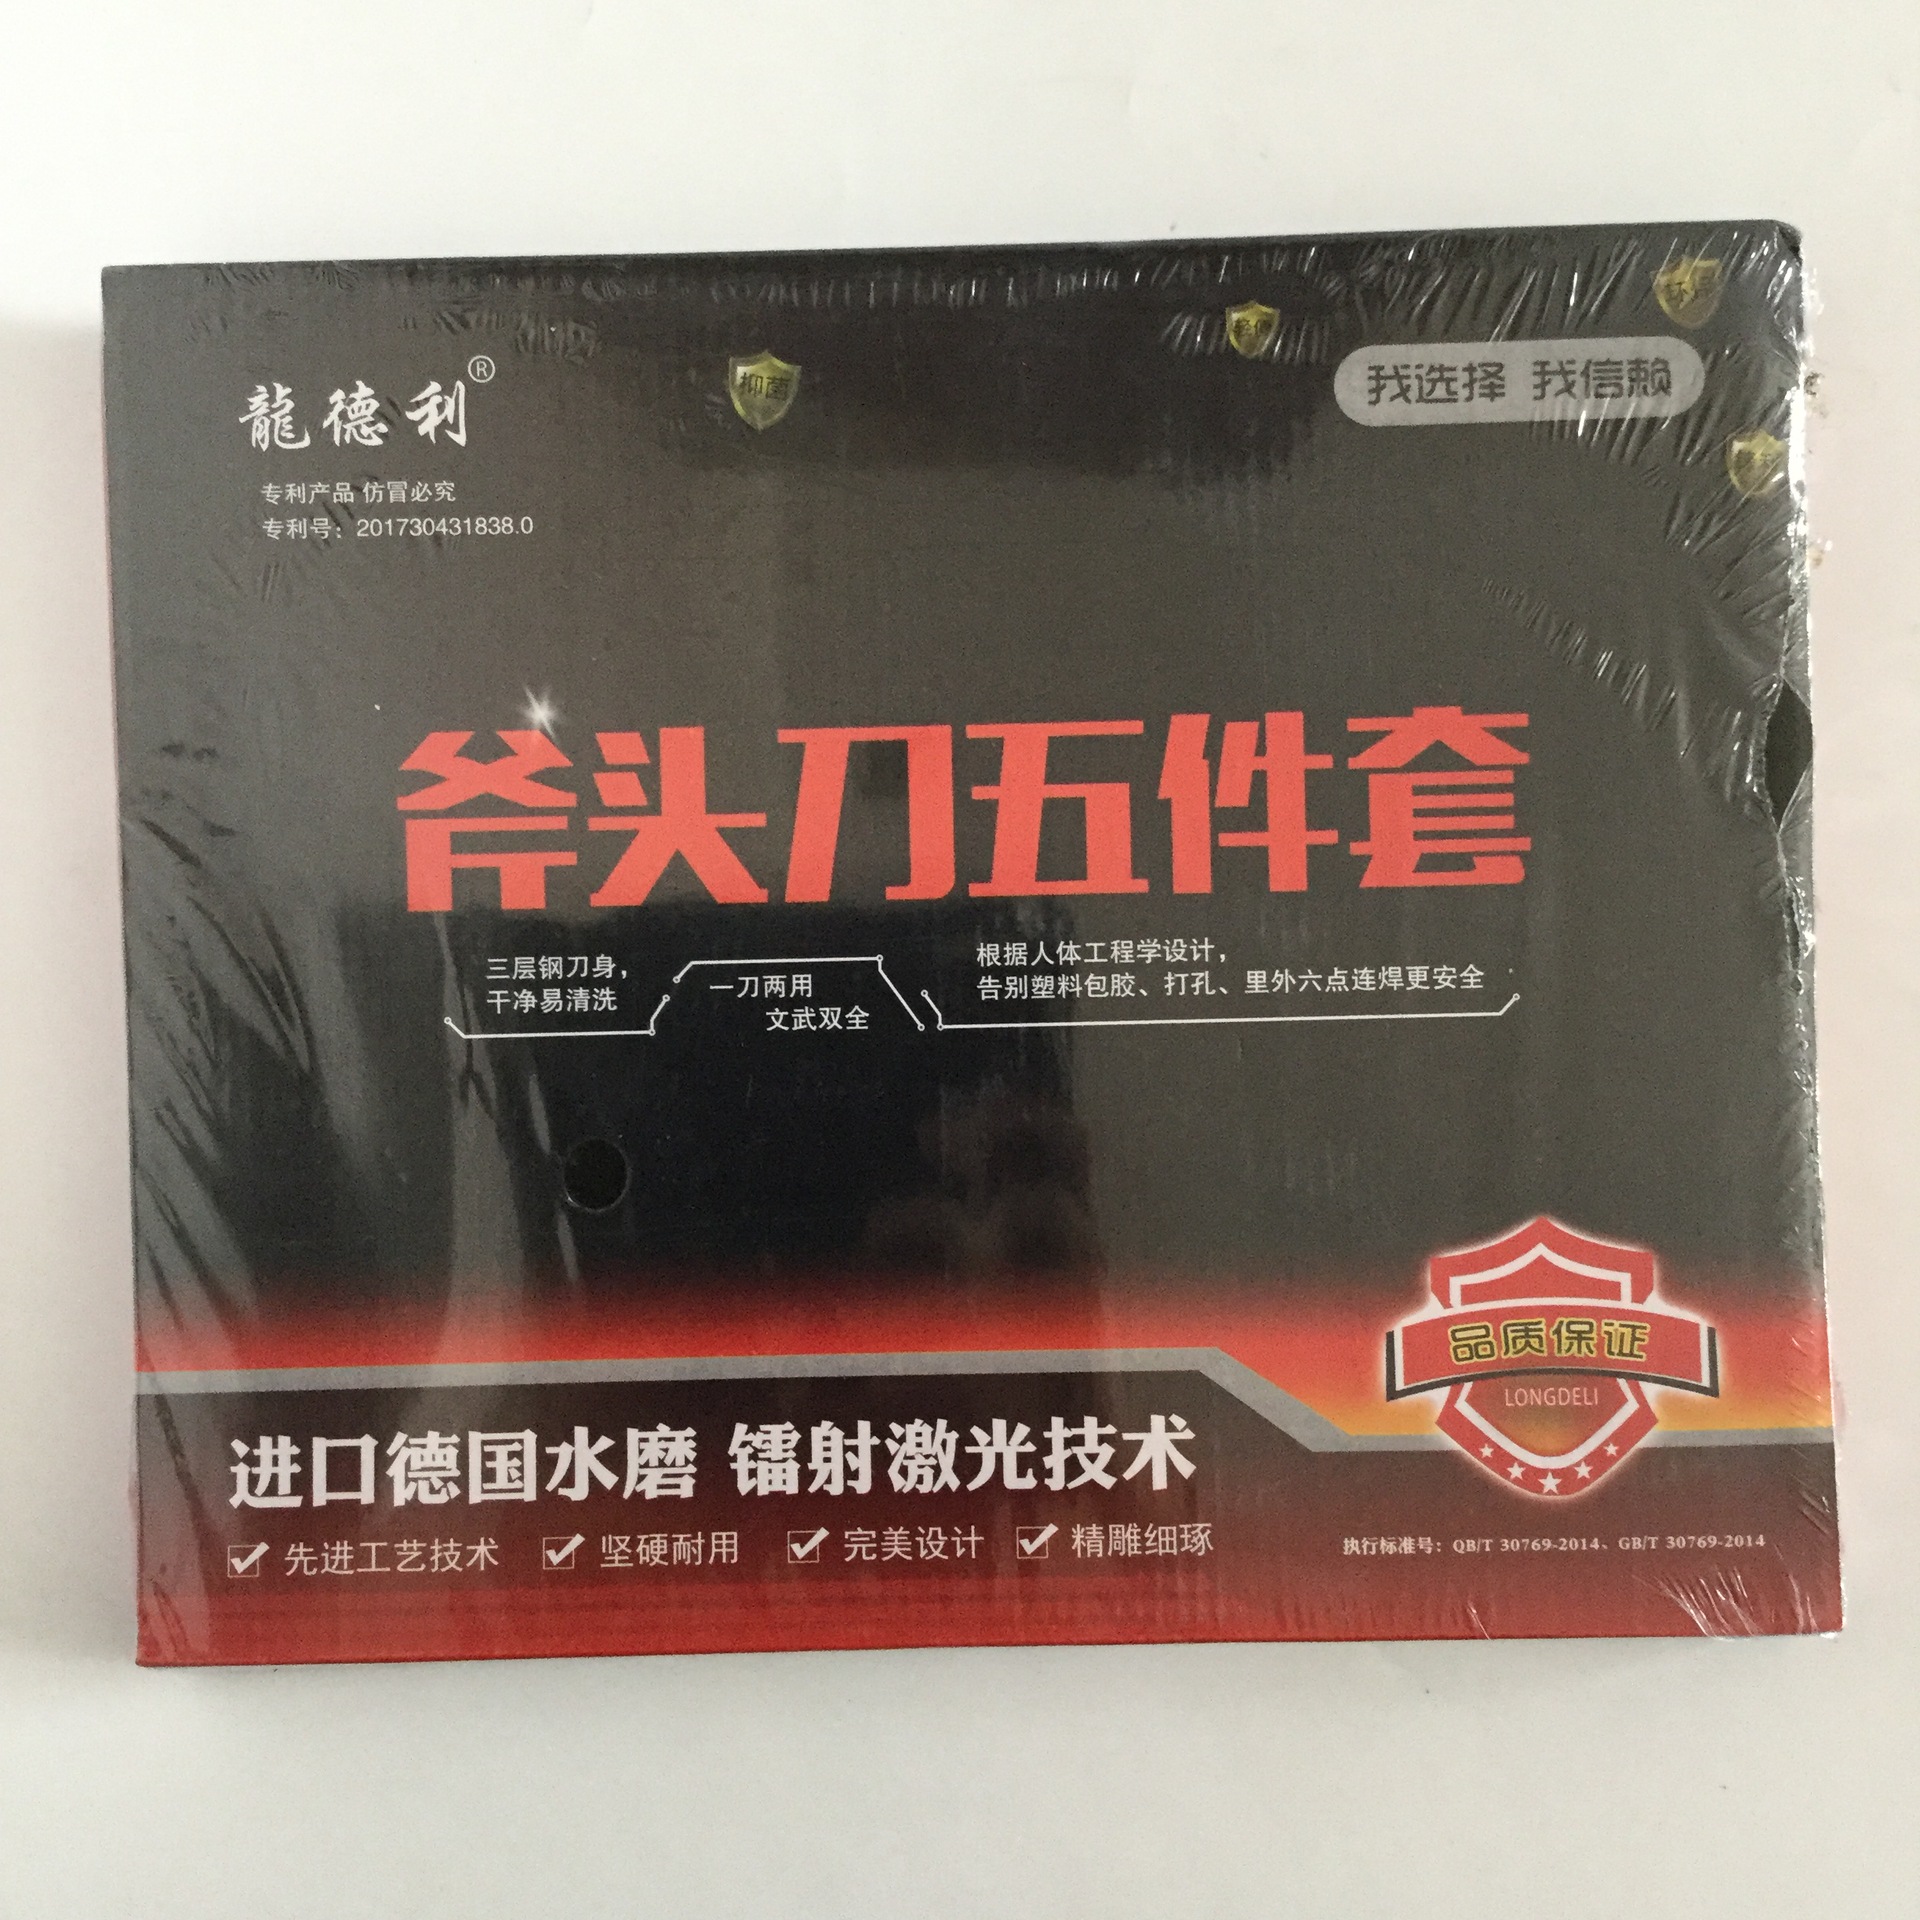 龍德利®
专利产品 仿冒必究
专利号：201730431838.0
抑菌
我选择 我信赖
斧头刀五件套
三层钢刀身，
干净易清洗
一刀两用
文武双全
根据人体工程学设计，
告别塑料包胶、打孔、里外六点连焊更安全
品质保证
LONGDELI
进口德国水磨 镭射激光技术
先进工艺技术 坚硬耐用 完美设计 精雕细琢
执行标准号：QB/T 30769-2014、GB/T 30769-2014